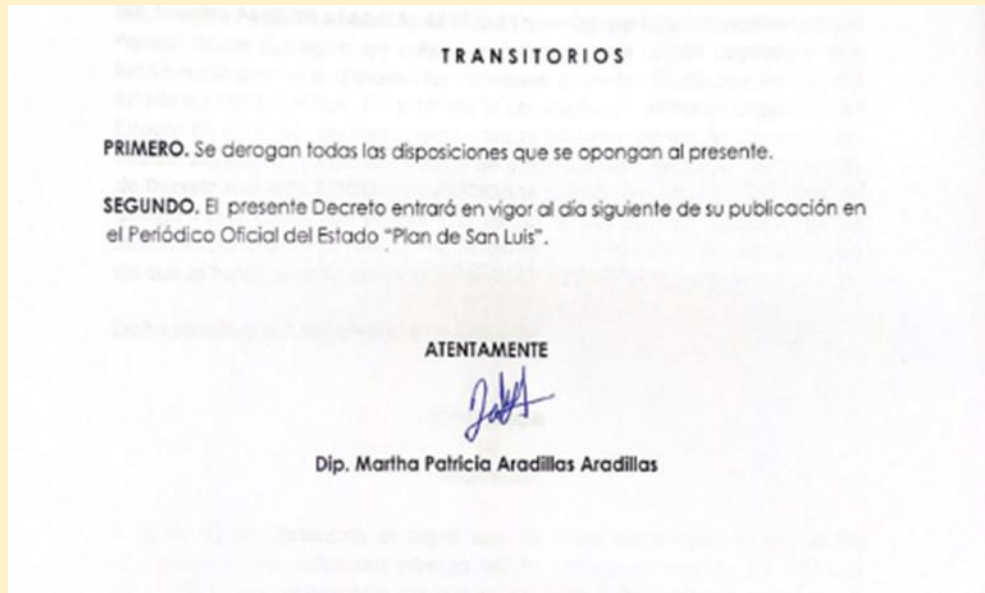 TRANSITORIOS
PRIMERO. Se derogan todas las disposiciones que se opongan al presente.
SEGUNDO. El presente Decreto entrará en vigor al día siguiente de su publicación en
el Periódico Oficial del Estado "Plan de San Luis".
ATENTAMENTE
Dip. Martha Patricia Aradillas Aradillas